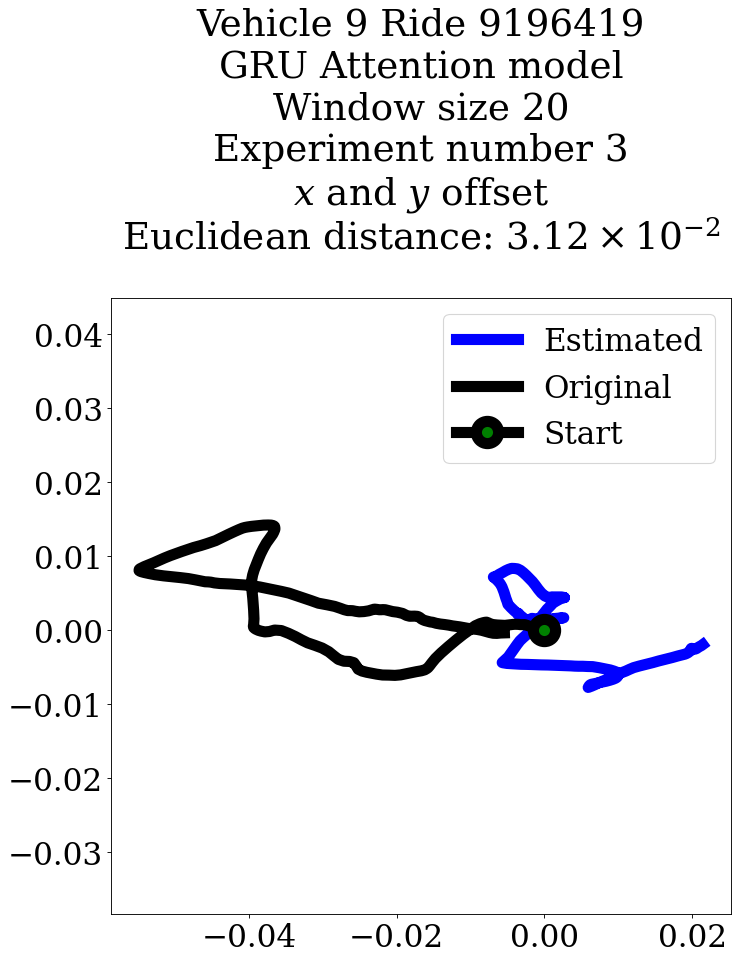 Vehicle 9 Ride 9196419
GRU Attention model
Window size 20
Experiment number 3
x and y offset
Euclidean distance: 3.12 × 10⁻²
Estimated
Original
Start
0.04
0.03
0.02
0.01
0.00
−0.01
−0.02
−0.03
−0.04
−0.02
0.00
0.02